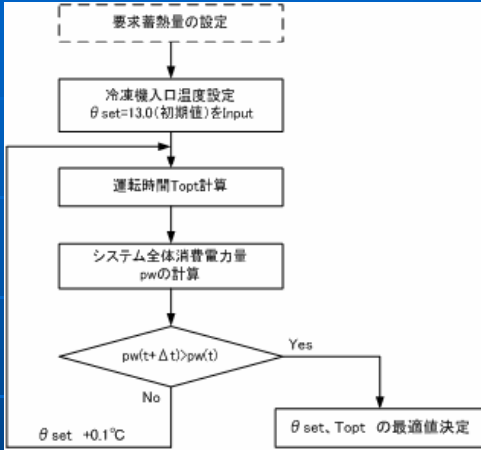 要求蓄熱量の設定
冷凍機入口温度設定
θset=13.0(初期値)をInput
運転時間Topt計算
システム全体消費電力量
pwの計算
pw(t+Δt)>pw(t)
Yes
No
θset +0.1℃
θset、Topt の最適値決定